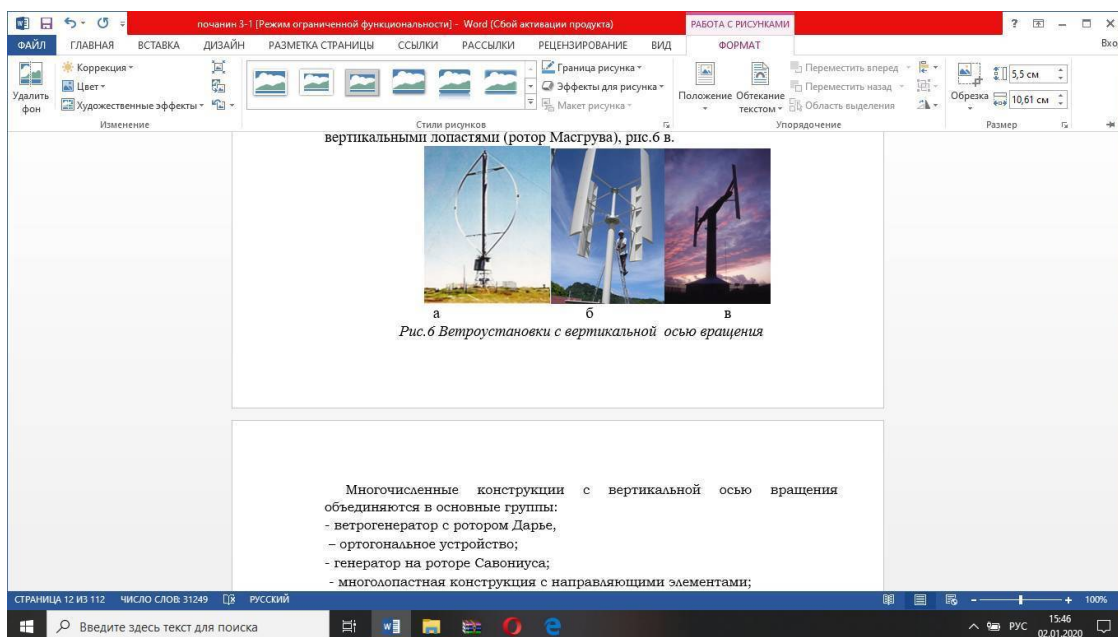 почанин 3-1 [Режим ограниченной функциональности] - Word (Сбой активации продукта)
РАБОТА С РИСУНКАМИ
ФАЙЛ ГЛАВНАЯ ВСТАВКА ДИЗАЙН РАЗМЕТКА СТРАНИЦЫ ССЫЛКИ РАССЫЛКИ РЕЦЕНЗИРОВАНИЕ ВИД ФОРМАТ Вхо
Удалить фон
Коррекция
Цвет
Художественные эффекты
Изменение
Стили рисунков
Граница рисунка
Эффекты для рисунка
Макет рисунка
Положение
Обтекание текстом
Переместить вперед
Переместить назад
Область выделения
Упорядочение
Обрезка
5,5 см
10,61 см
Размер
вертикальными лопастями (ротор Масгрува), рис.6 в.
а б в
Рис.6 Ветроустановки с вертикальной осью вращения
Многочисленные конструкции с вертикальной осью вращения
объединяются в основные группы:
- ветрогенератор с ротором Дарье,
– ортогональное устройство;
- генератор на роторе Савониуса;
- многолопастная конструкция с направляющими элементами;
СТРАНИЦА 12 ИЗ 112 ЧИСЛО СЛОВ: 31249 РУССКИЙ 100%
Введите здесь текст для поиска
РУС
15:46
02.01.2020